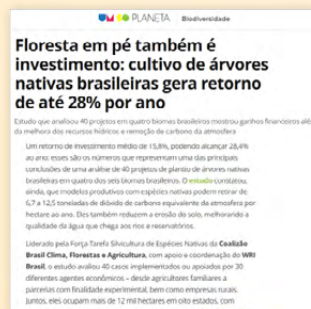 UM SÓ PLANETA Biodiversidade
Floresta em pé também é
investimento: cultivo de árvores
nativas brasileiras gera retorno
de até 28% por ano
Estudo que analisou 40 projetos em quatro biomas brasileiros mostrou ganhos financeiros alé
da melhora dos recursos hídricos e remoção de carbono da atmosfera
Um retorno de investimento médio de 15,8%, podendo alcançar 28,4%
ao ano: esses são os números que representam uma das principais
conclusões de uma análise de 40 projetos de plantio de árvores nativas
brasileiras em quatro dos seis biomas brasileiros. O estudo constatou,
ainda, que modelos produtivos com espécies nativas podem retirar de
6,7 a 12,5 toneladas de dióxido de carbono equivalente da atmosfera por
hectare ao ano. Eles também reduzem a erosão do solo, melhorando a
qualidade da água que chega aos rios e reservatórios.
Liderado pela Força Tarefa Silvicultura de Espécies Nativas da Coalizão
Brasil Clima, Florestas e Agricultura, com apoio e coordenação do WRI
Brasil, o estudo avaliou 40 casos implementados ou apoiados por 30
diferentes agentes econômicos – desde agricultores familiares a
parcerias com finalidade experimental, bem como empresas rurais.
Juntos, eles ocupam mais de 12 mil hectares em oito estados, com